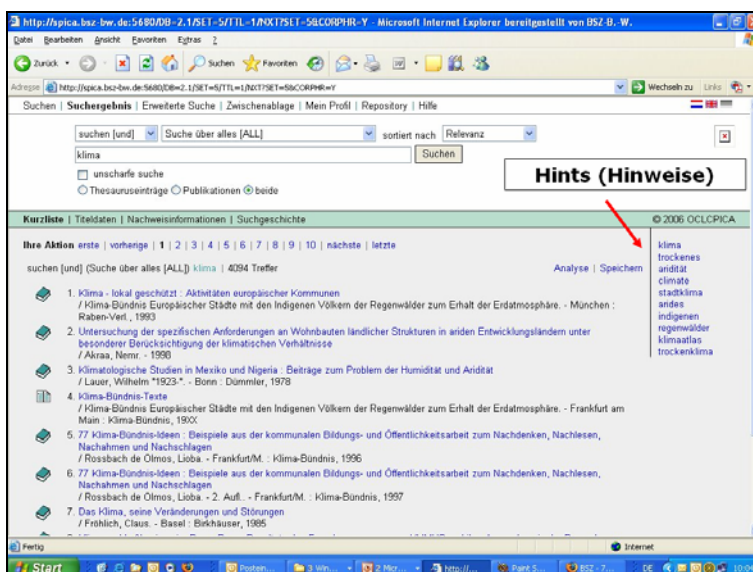 http://spica.bsz-bw.de:5680/DB=2.1/SET=5/TTL=1/NXT?SET=5&CORPHR=Y - Microsoft Internet Explorer bereitgestellt von BSZ-B.-W.
Datei Bearbeiten Ansicht Favoriten Extras ?
Zurück Suchen Favoriten
Adresse http://spica.bsz-bw.de:5680/DB=2.1/SET=5/TTL=1/NXT?SET=5&CORPHR=Y Wechseln zu Links
Suchen | Suchergebnis | Erweiterte Suche | Zwischenablage | Mein Profil | Repository | Hilfe
suchen [und] Suche über alles [ALL] sortiert nach Relevanz
klima Suchen
unscharfe suche
Thesauruseinträge Publikationen beide
Hints (Hinweise)
Kurzliste | Titeldaten | Nachweisinformationen | Suchgeschichte © 2006 OCLCPICA
Ihre Aktion erste | vorherige | 1 | 2 | 3 | 4 | 5 | 6 | 7 | 8 | 9 | 10 | nächste | letzte
suchen [und] (Suche über alles [ALL]) klima | 4094 Treffer Analyse | Speichern
1. Klima - lokal geschützt : Aktivitäten europäischer Kommunen
/ Klima-Bündnis Europäischer Städte mit den Indigenen Völkern der Regenwälder zum Erhalt der Erdatmosphäre. - München :
Raben-Verl., 1993
2. Untersuchung der spezifischen Anforderungen an Wohnbauten ländlicher Strukturen in ariden Entwicklungsländern unter
besonderer Berücksichtigung der klimatischen Verhältnisse
/ Akraa, Nemr. - 1998
3. Klimatologische Studien in Mexiko und Nigeria : Beiträge zum Problem der Humidität und Aridität
/ Lauer, Wilhelm *1923-*. - Bonn : Dümmler, 1978
4. Klima-Bündnis-Texte
/ Klima-Bündnis Europäischer Städte mit den Indigenen Völkern der Regenwälder zum Erhalt der Erdatmosphäre. - Frankfurt am
Main : Klima-Bündnis, 19XX
5. 77 Klima-Bündnis-Ideen : Beispiele aus der kommunalen Bildungs- und Öffentlichkeitsarbeit zum Nachdenken, Nachlesen,
Nachahmen und Nachschlagen
/ Rossbach de Olmos, Lioba. - Frankfurt/M. : Klima-Bündnis, 1996
6. 77 Klima-Bündnis-Ideen : Beispiele aus der kommunalen Bildungs- und Öffentlichkeitsarbeit zum Nachdenken, Nachlesen,
Nachahmen und Nachschlagen
/ Rossbach de Olmos, Lioba. - 2. Aufl.. - Frankfurt/M. : Klima-Bündnis, 1997
7. Das Klima, seine Veränderungen und Störungen
/ Fröhlich, Claus. - Basel : Birkhäuser, 1985
klima
trockenes
aridität
climate
stadtklima
arides
indigenen
regenwälder
klimaatlas
trockenklima
Fertig Internet
Start Postein... 3 Win... 2 Micr... http://... Paint S... BSZ - 7... DE